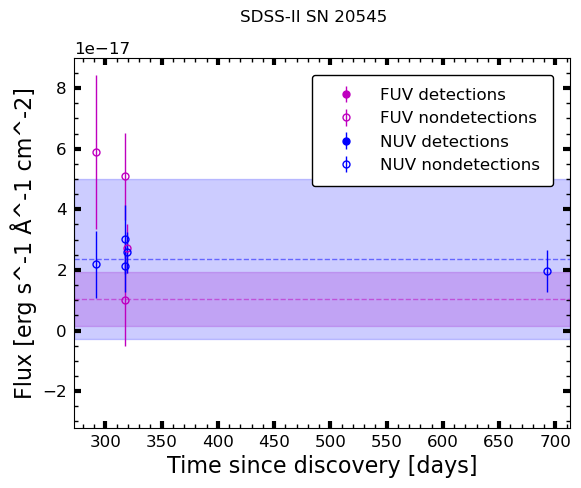 SDSS-II SN 20545
1e−17
FUV detections
FUV nondetections
NUV detections
NUV nondetections
8
6
4
2
0
−2
Flux [erg s^-1 Å^-1 cm^-2]
300 350 400 450 500 550 600 650 700
Time since discovery [days]